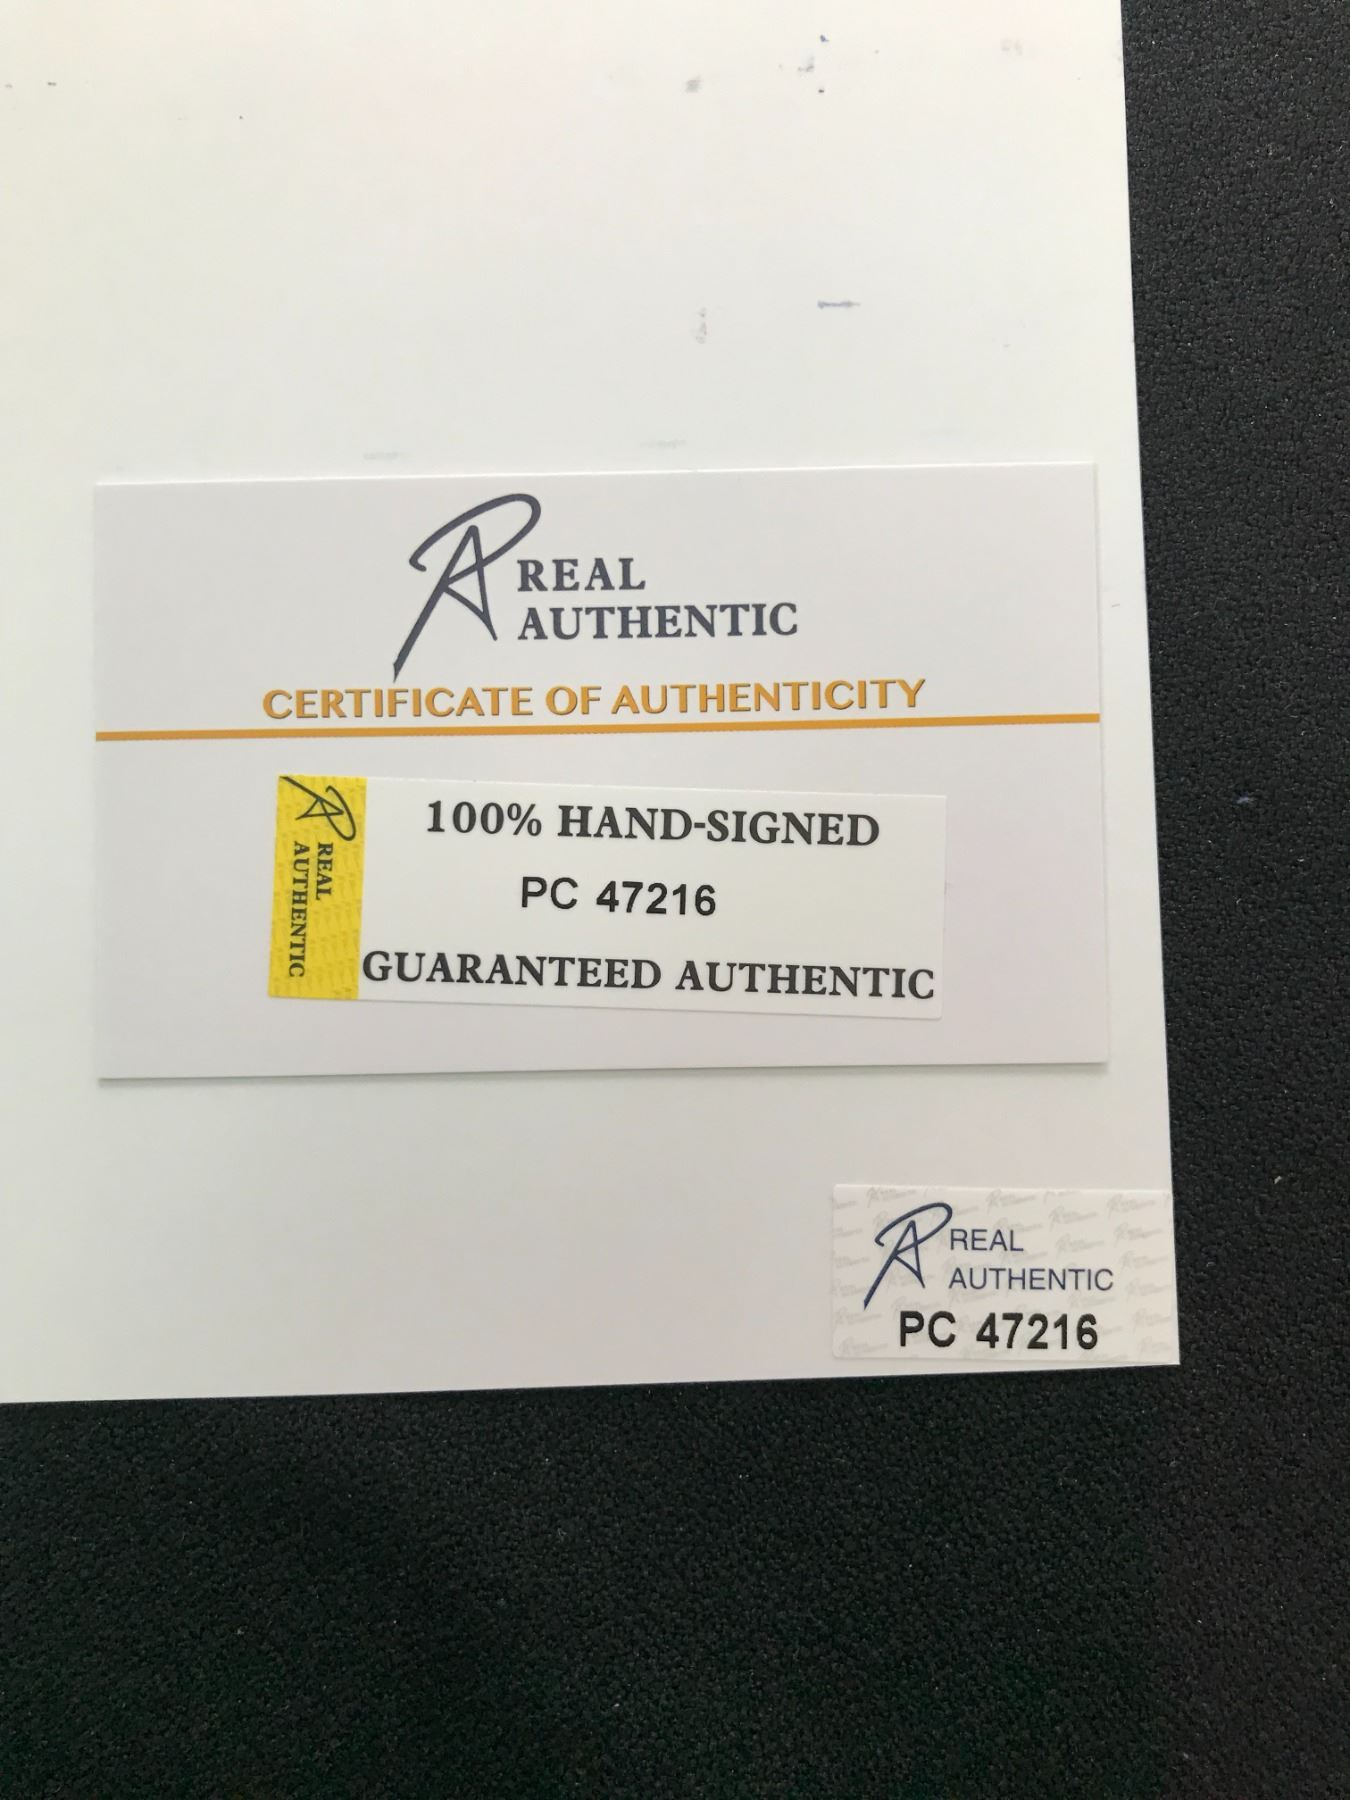 REAL
AUTHENTIC
CERTIFICATE OF AUTHENTICITY
REAL
AUTHENTIC
100% HAND-SIGNED
PC 47216
GUARANTEED AUTHENTIC
REAL
AUTHENTIC
PC 47216